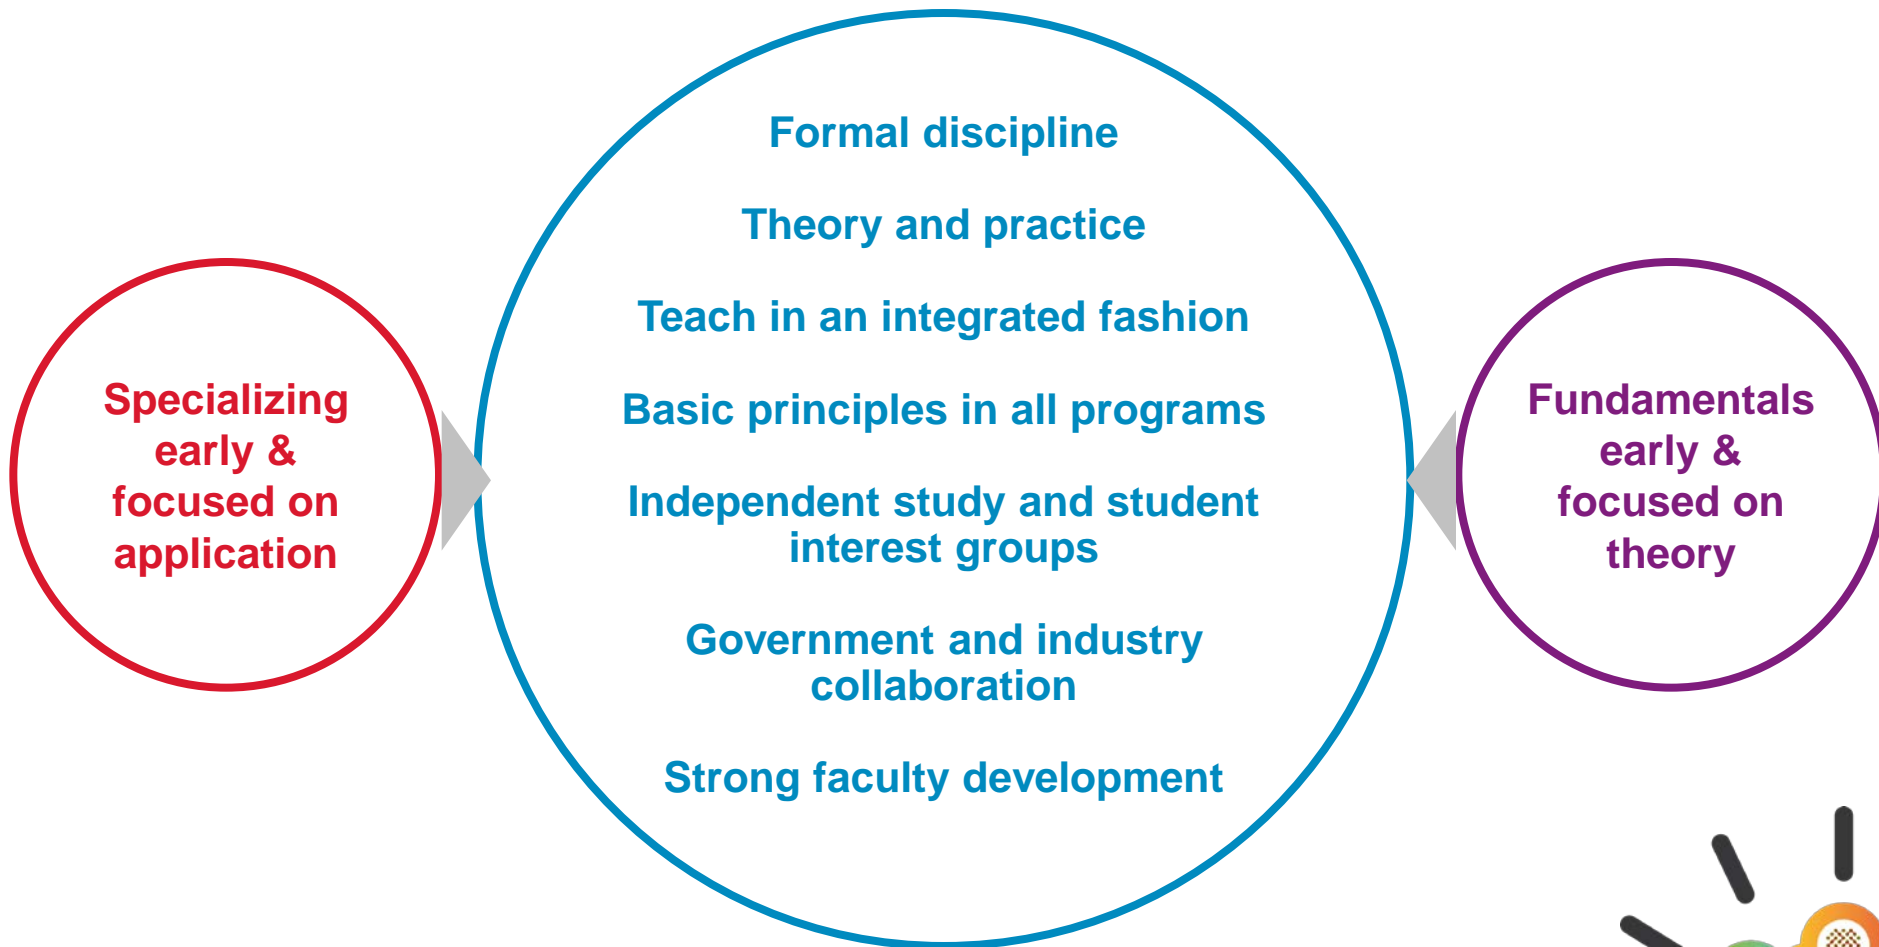 Specializing
early &
focused on
application
Formal discipline
Theory and practice
Teach in an integrated fashion
Basic principles in all programs
Independent study and student
interest groups
Government and industry
collaboration
Strong faculty development
Fundamentals
early &
focused on
theory